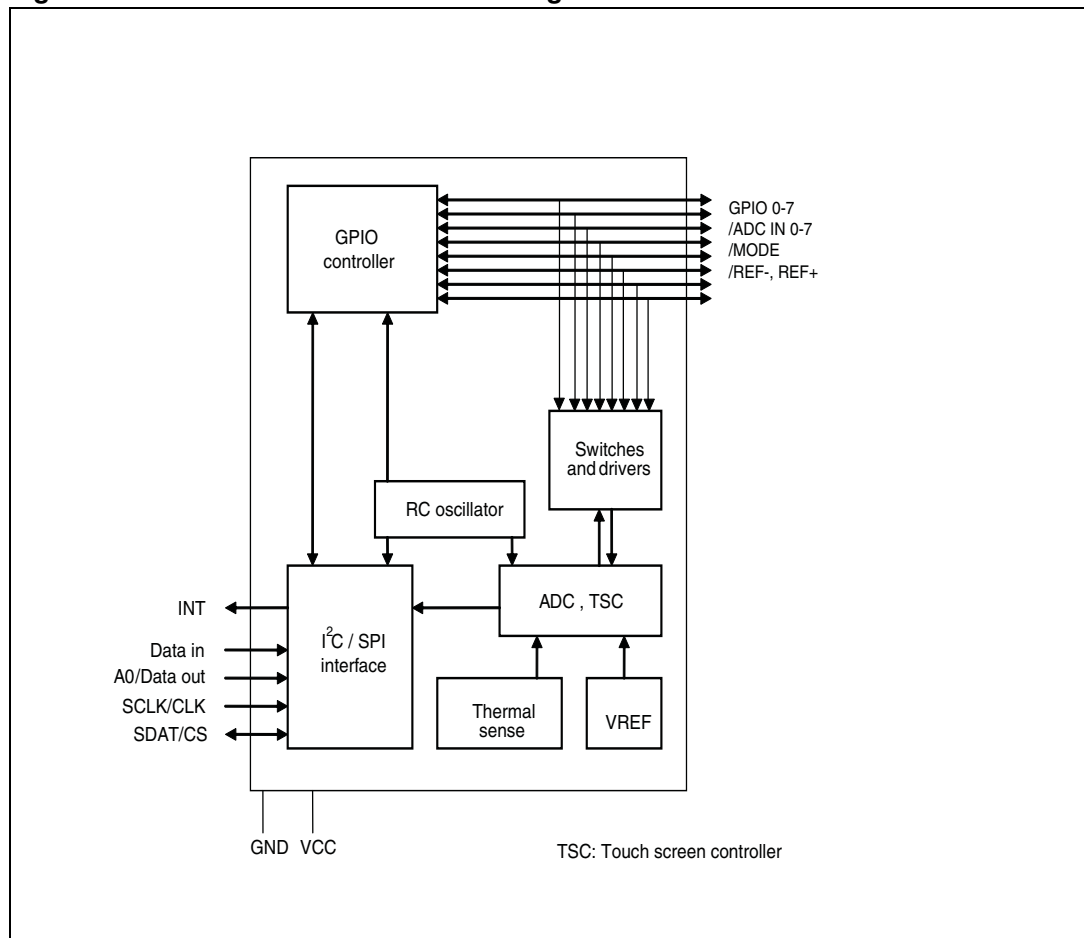 GPIO
controller
GPIO 0-7
/ADC IN 0-7
/MODE
/REF-, REF+
Switches
and drivers
RC oscillator
INT
Data in
A0/Data out
SCLK/CLK
SDAT/CS
I²C / SPI
interface
ADC , TSC
Thermal
sense
VREF
GND VCC
TSC: Touch screen controller